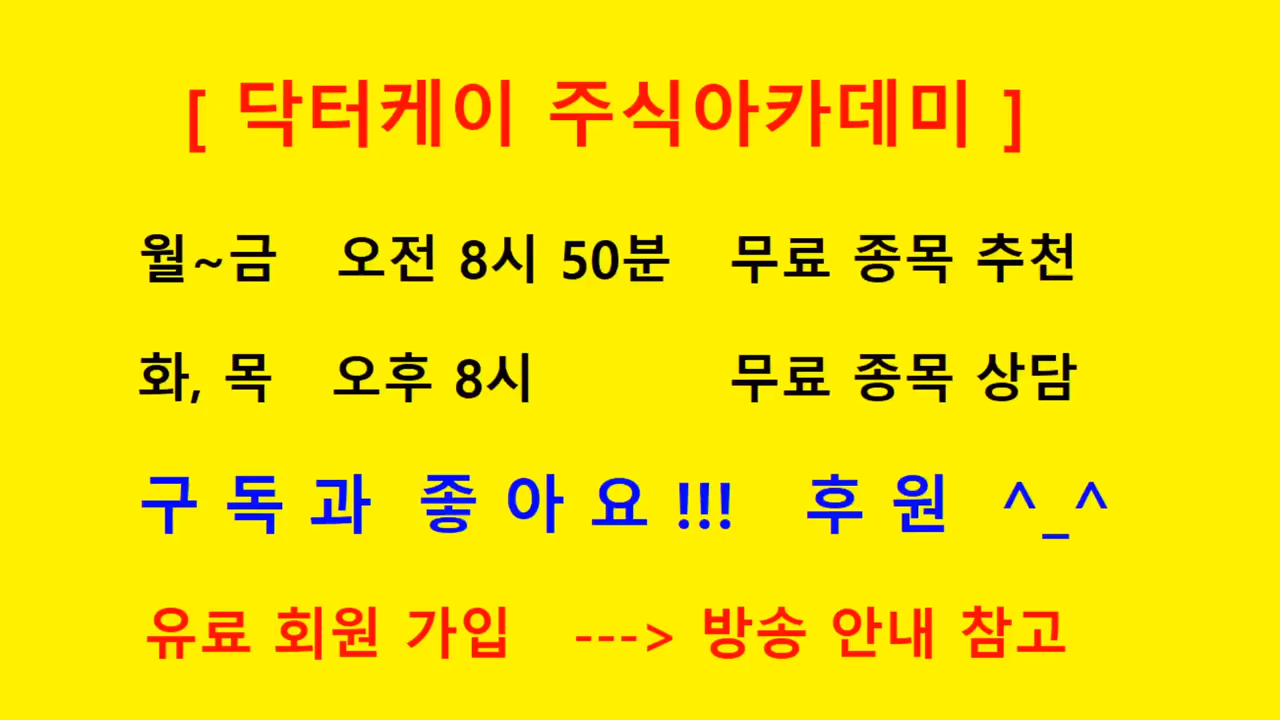 [ 닥터케이 주식아카데미 ]
월~금 오전 8시 50분 무료 종목 추천
화, 목 오후 8시 무료 종목 상담
구 독 과 좋 아 요 !!! 후 원 ^_^
유료 회원 가입 ---> 방송 안내 참고